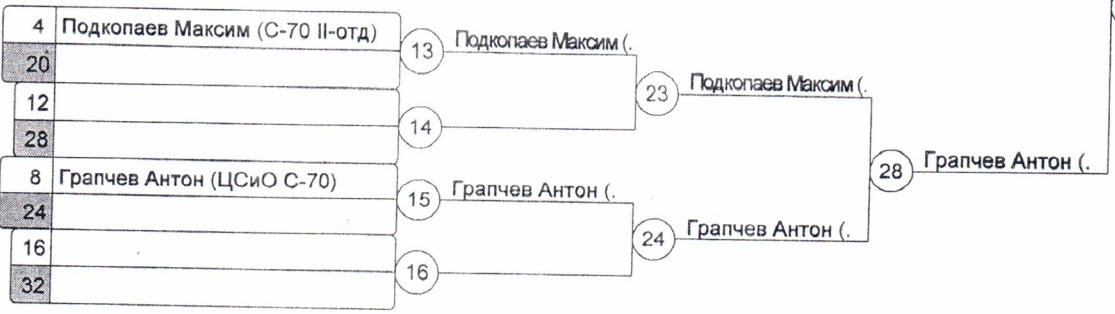 4 Подкопаев Максим (С-70 II-отд)
20
13 Подкопаев Максим (.
12
28
14
23 Подкопаев Максим (.
8 Грапчев Антон (ЦСиО С-70)
24
15 Грапчев Антон (.
16
32
16
24 Грапчев Антон (.
28 Грапчев Антон (.